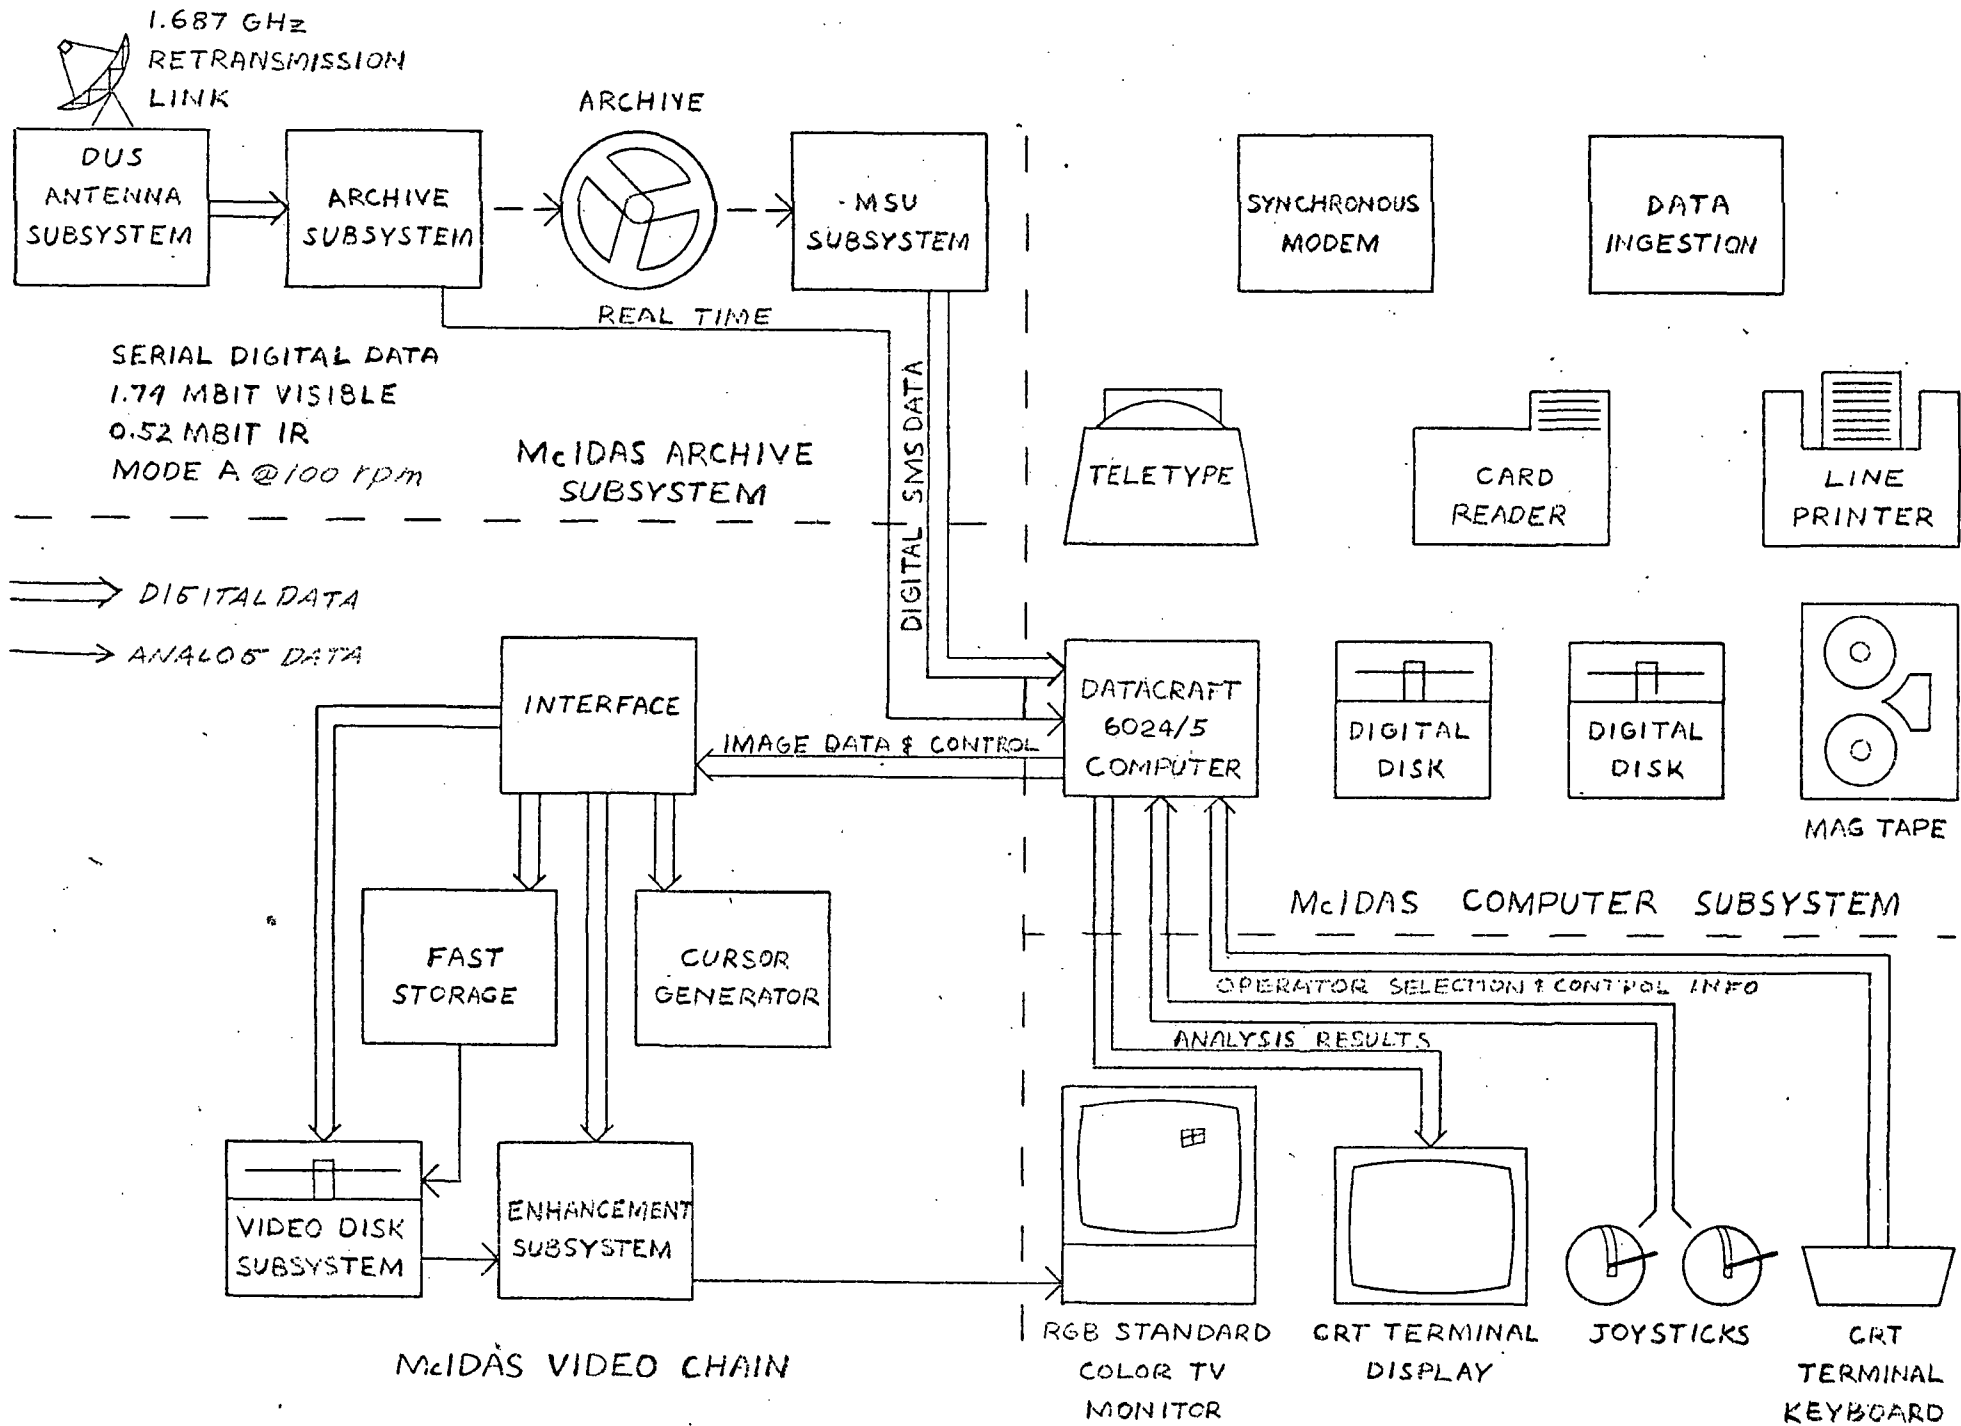 1.687 GHz
RETRANSMISSION
LINK
ARCHIVE
DUS
ANTENNA
SUBSYSTEM
ARCHIVE
SUBSYSTEM
MSU
SUBSYSTEM
SYNCHRONOUS
MODEM
DATA
INGESTION
REAL TIME
SERIAL DIGITAL DATA
1.74 MBIT VISIBLE
0.52 MBIT IR
MODE A @100 rpm
McIDAS ARCHIVE
SUBSYSTEM
DIGITAL SMS DATA
TELETYPE
CARD
READER
LINE
PRINTER
DIGITAL DATA
ANALOG DATA
INTERFACE
IMAGE DATA & CONTROL
DATACRAFT
6024/5
COMPUTER
DIGITAL
DISK
DIGITAL
DISK
MAG TAPE
McIDAS COMPUTER SUBSYSTEM
FAST
STORAGE
CURSOR
GENERATOR
OPERATOR SELECTION & CONTROL INFO
ANALYSIS RESULTS
VIDEO DISK
SUBSYSTEM
ENHANCEMENT
SUBSYSTEM
McIDAS VIDEO CHAIN
RGB STANDARD
COLOR TV
MONITOR
CRT TERMINAL
DISPLAY
JOYSTICKS
CRT
TERMINAL
KEYBOARD